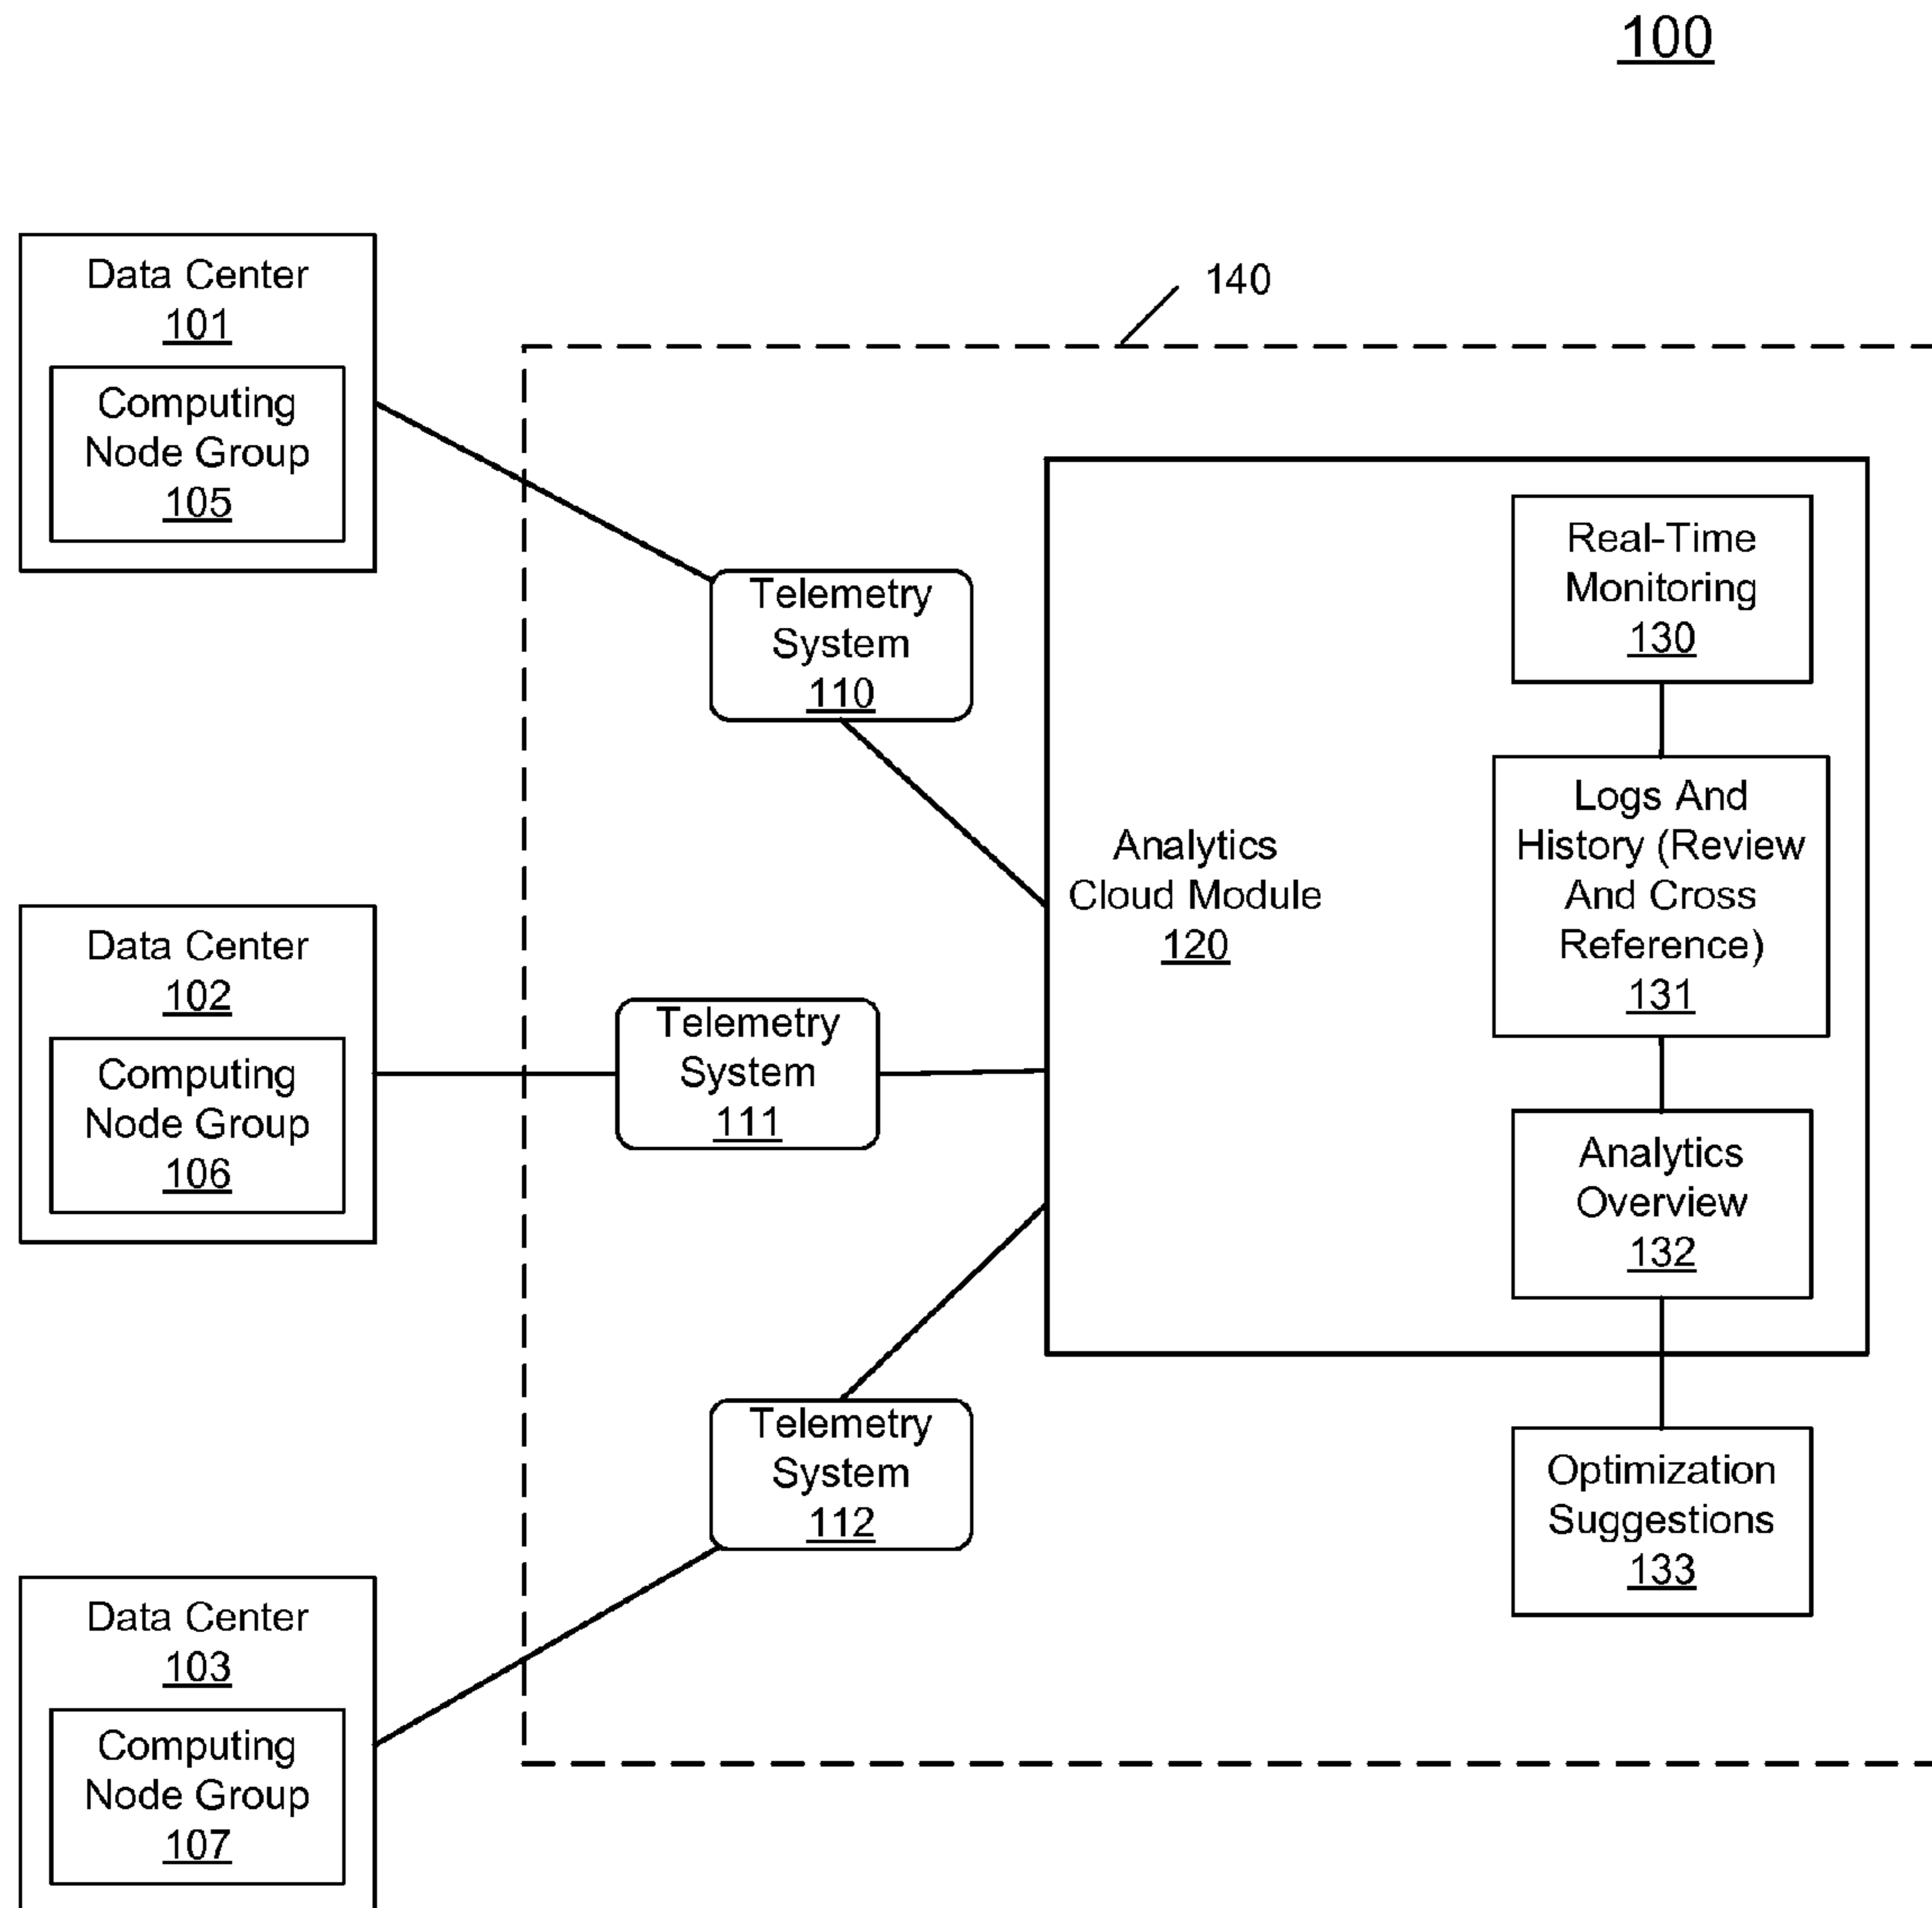 100
140
Data Center
101
Computing
Node Group
105
Telemetry
System
110
Data Center
102
Computing
Node Group
106
Telemetry
System
111
Data Center
103
Computing
Node Group
107
Telemetry
System
112
Analytics
Cloud Module
120
Real-Time
Monitoring
130
Logs And
History (Review
And Cross
Reference)
131
Analytics
Overview
132
Optimization
Suggestions
133